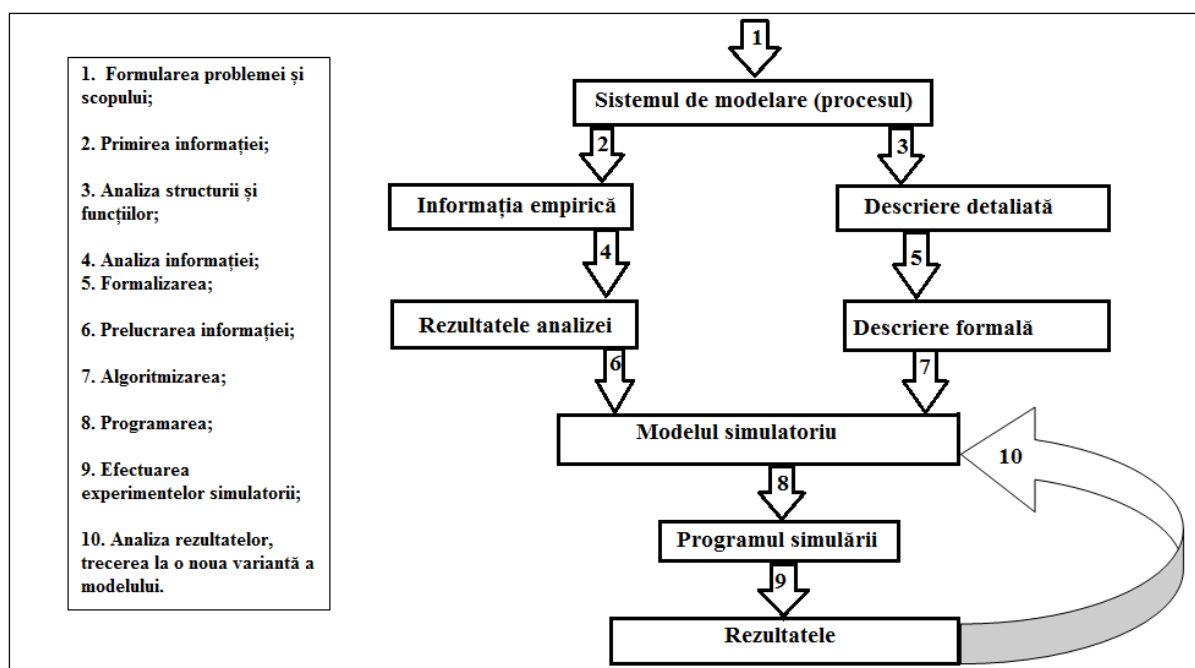 1. Formularea problemei și
scopului;
2. Primirea informației;
3. Analiza structurii și
funcțiilor;
4. Analiza informației;
5. Formalizarea;
6. Prelucrarea informației;
7. Algoritmizarea;
8. Programarea;
9. Efectuarea
experimentelor simulatorii;
10. Analiza rezultatelor,
trecerea la o noua variantă a
modelului.
1
Sistemul de modelare (procesul)
2
3
Informația empirică
Descriere detaliată
4
5
Rezultatele analizei
Descriere formală
6
7
Modelul simulatoriu
10
8
Programul simulării
9
Rezultatele